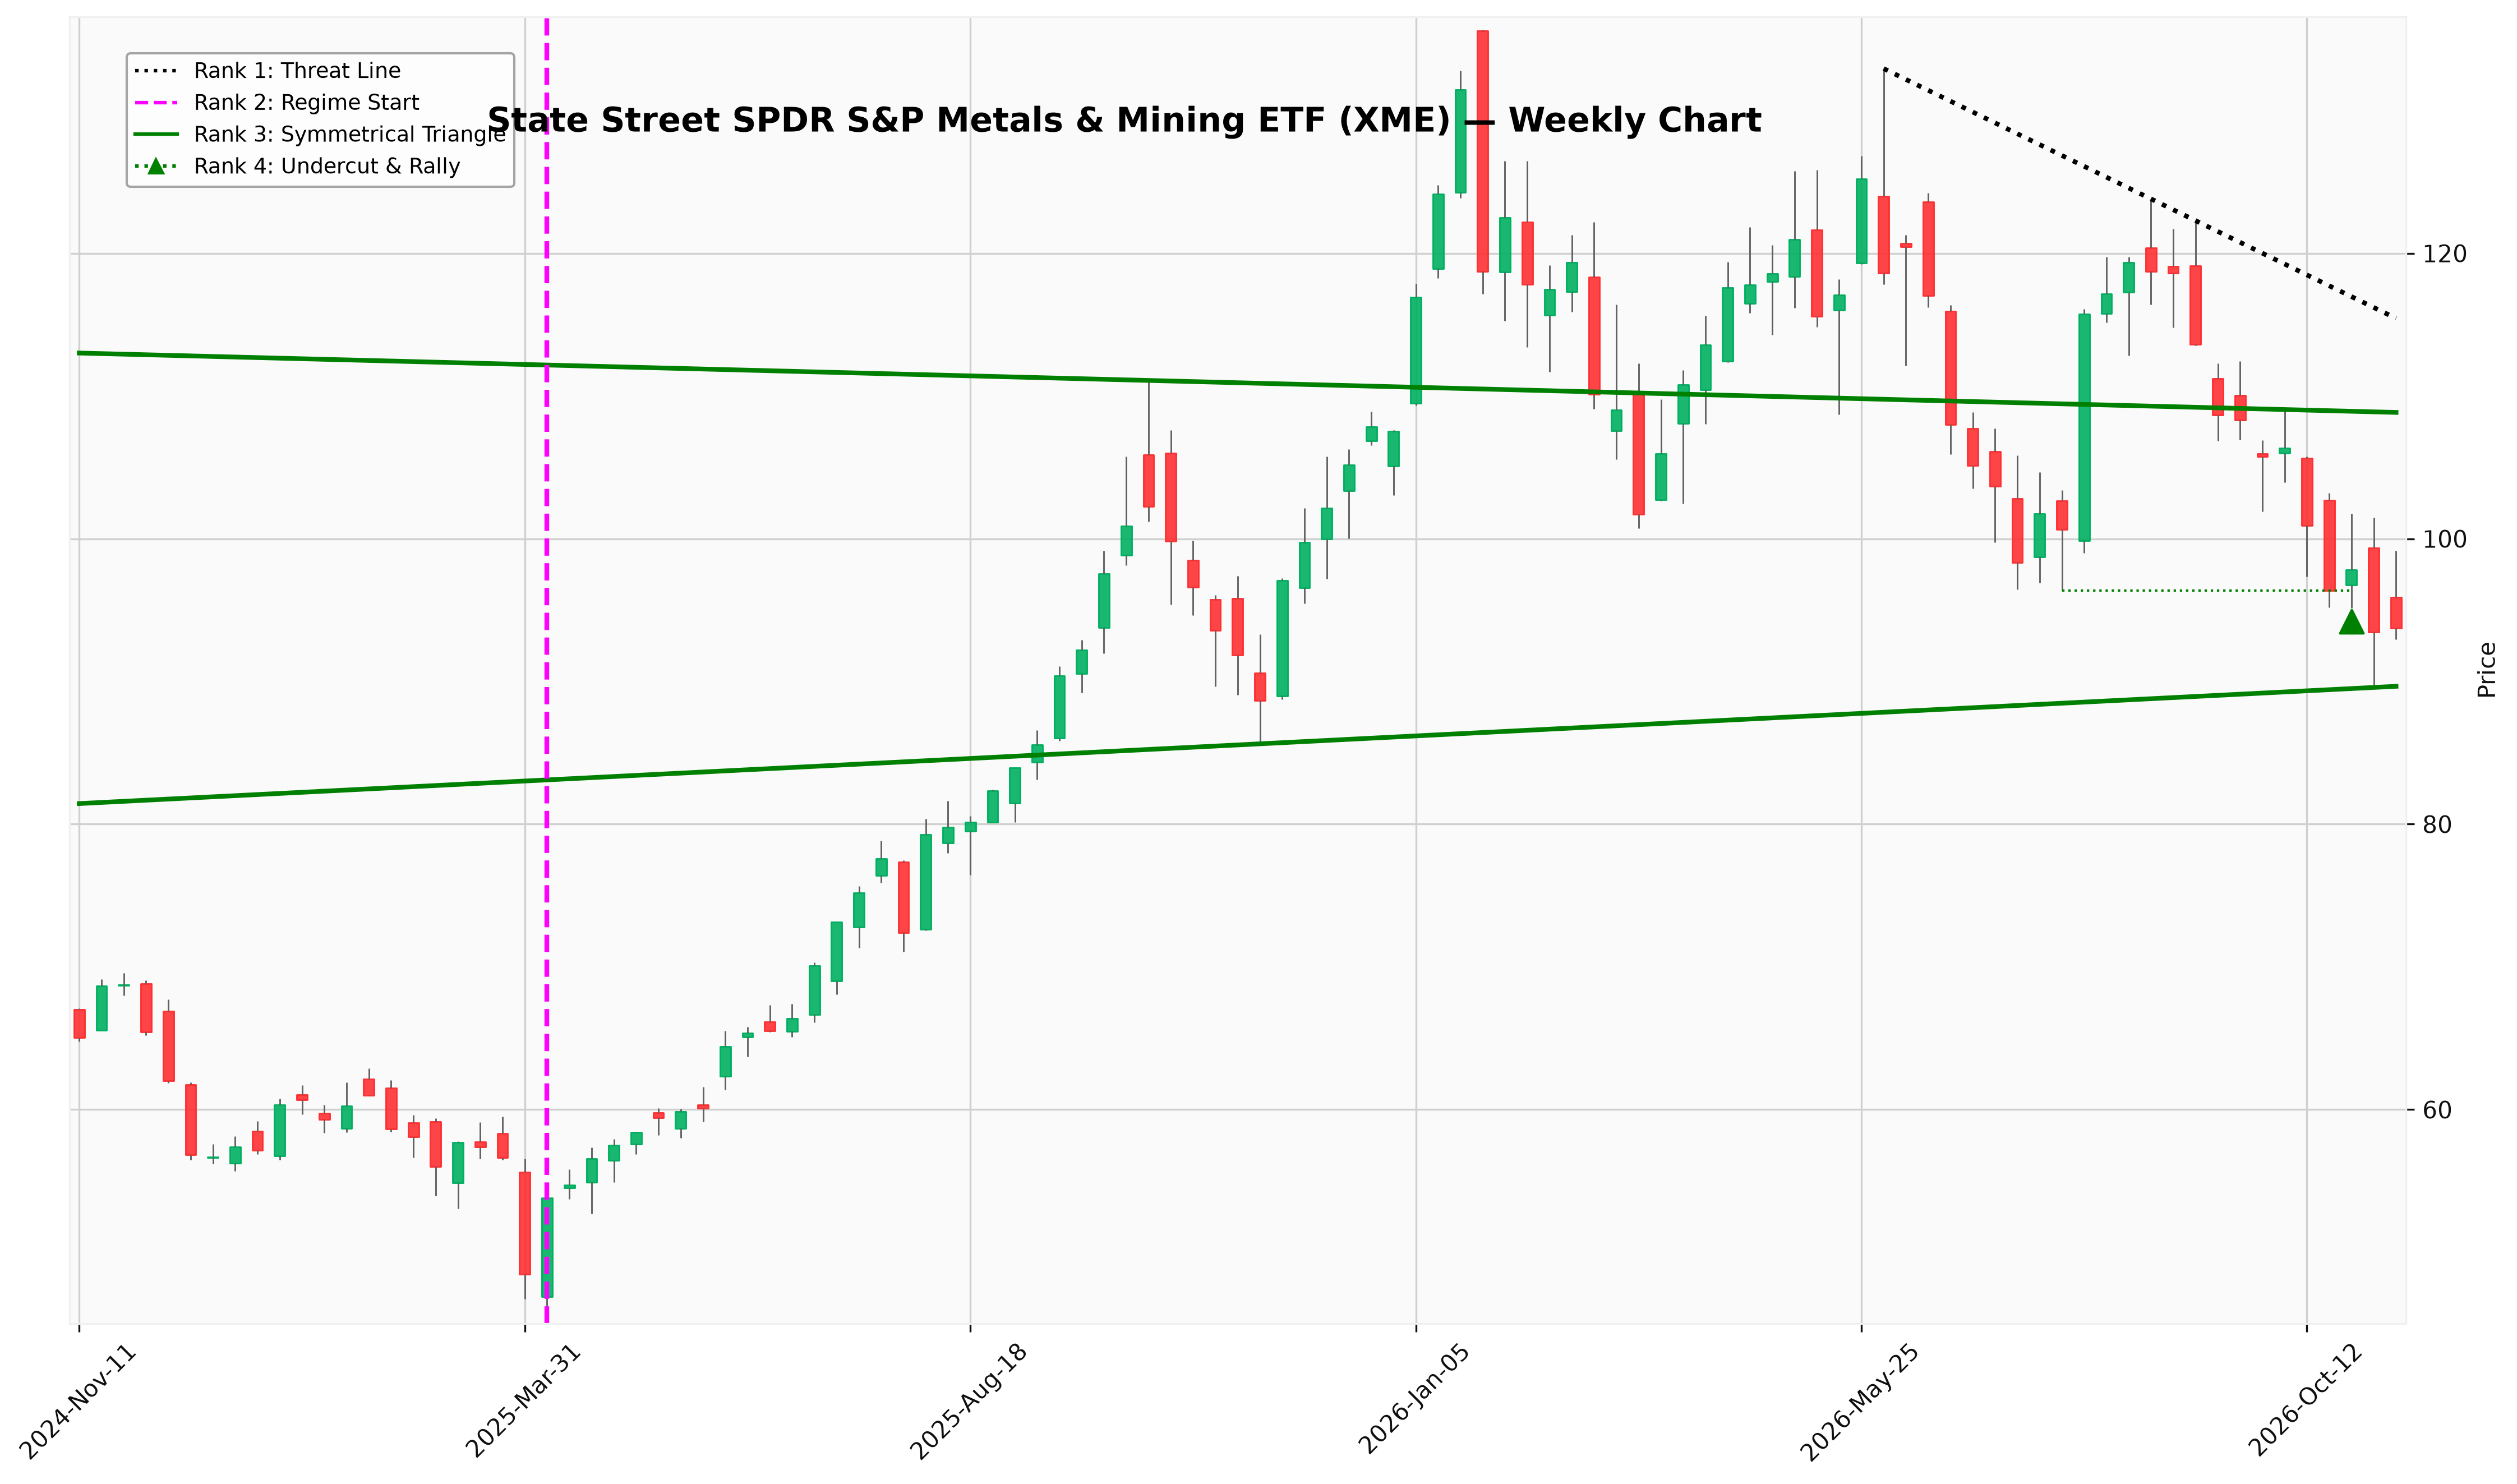 Rank 1: Threat Line
Rank 2: Regime Start
Rank 3: Symmetrical Triangle
Rank 4: Undercut & Rally
State Street SPDR S&P Metals & Mining ETF (XME) — Weekly Chart
120
100
80
60
Price
2024-Nov-11
2025-Mar-31
2025-Aug-18
2026-Jan-05
2026-May-25
2026-Oct-12